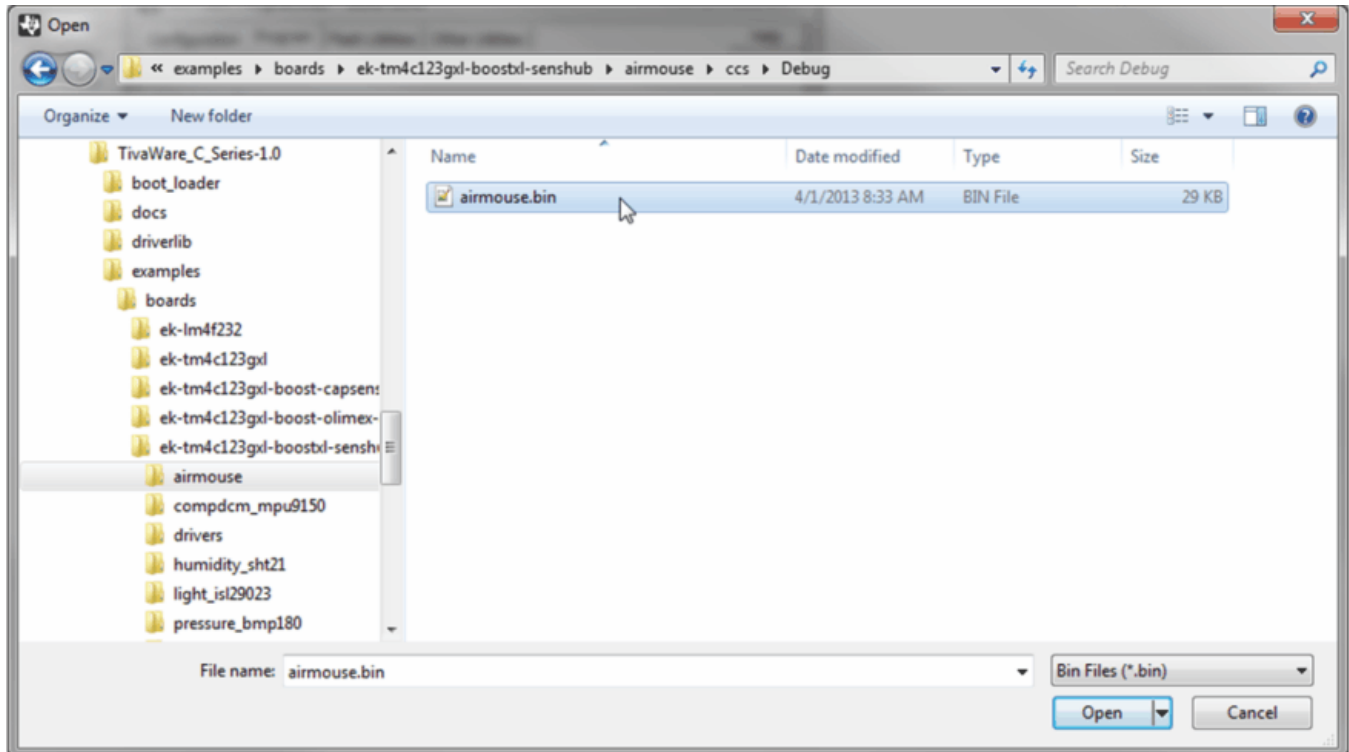 Open
« examples ▸ boards ▸ ek-tm4c123gxl-boostxl-senshub ▸ airmouse ▸ ccs ▸ Debug
Search Debug
Organize
New folder
TivaWare_C_Series-1.0
boot_loader
docs
driverlib
examples
boards
ek-lm4f232
ek-tm4c123gxl
ek-tm4c123gxl-boost-capsens
ek-tm4c123gxl-boost-olimex-
ek-tm4c123gxl-boostxl-senshu
airmouse
compdcm_mpu9150
drivers
humidity_sht21
light_isl29023
pressure_bmp180
Name Date modified Type Size
airmouse.bin 4/1/2013 8:33 AM BIN File 29 KB
File name: airmouse.bin Bin Files (*.bin)
Open Cancel